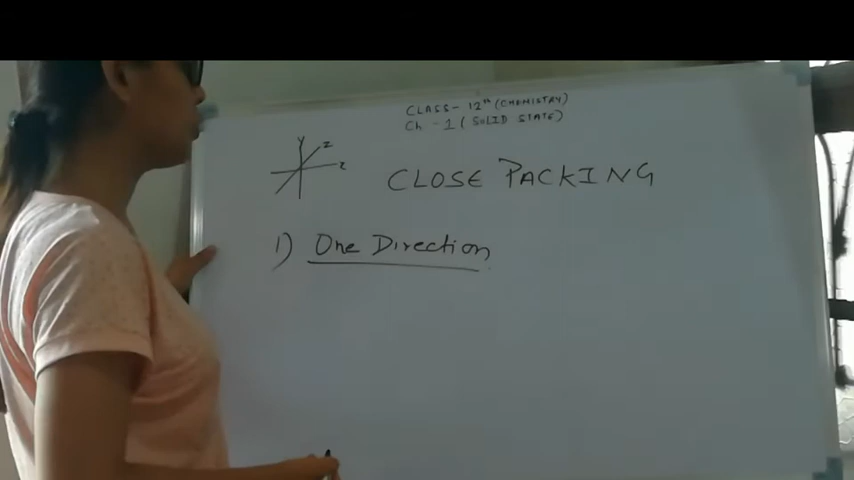 CLASS - 12th (CHEMISTRY)
Ch - 1 ( SOLID STATE)
Y
Z
CLOSE PACKING
1) One Direction